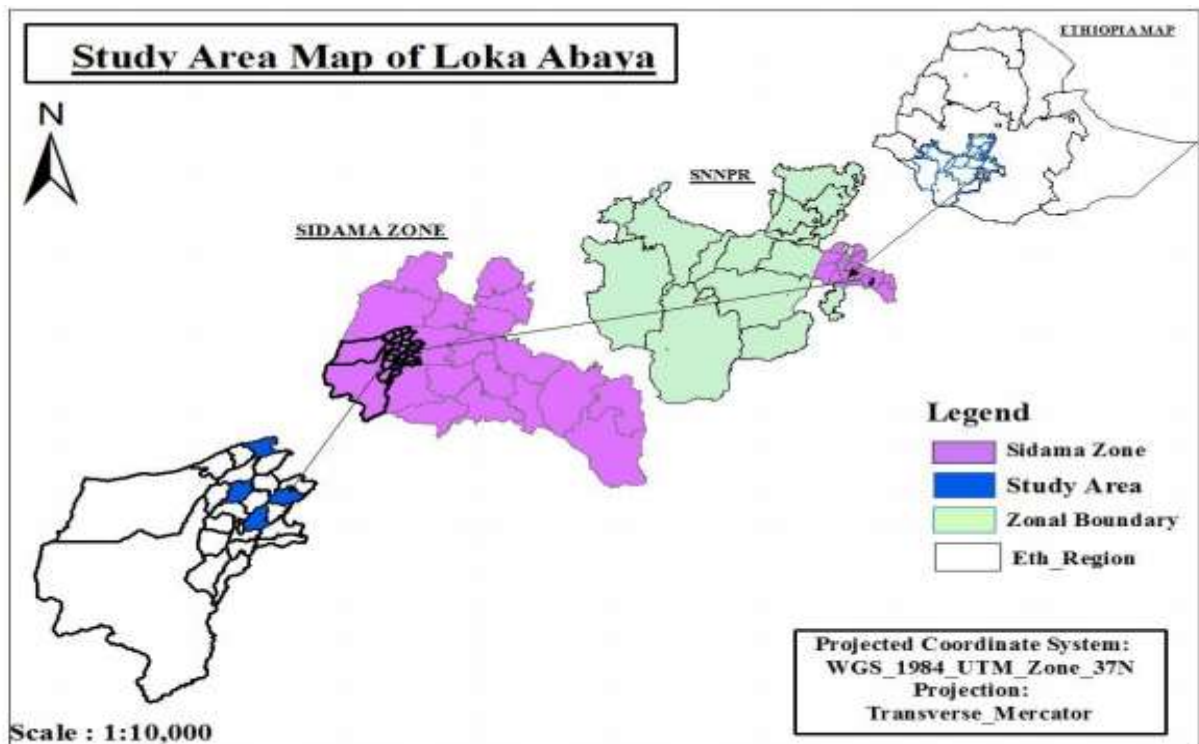 Study Area Map of Loka Abaya
ETHIOPIA MAP
N
SNNPR
SIDAMA ZONE
Legend
Sidama Zone
Study Area
Zonal Boundary
Eth_Region
Projected Coordinate System:
WGS_1984_UTM_Zone_37N
Projection:
Transverse_Mercator
Scale : 1:10,000